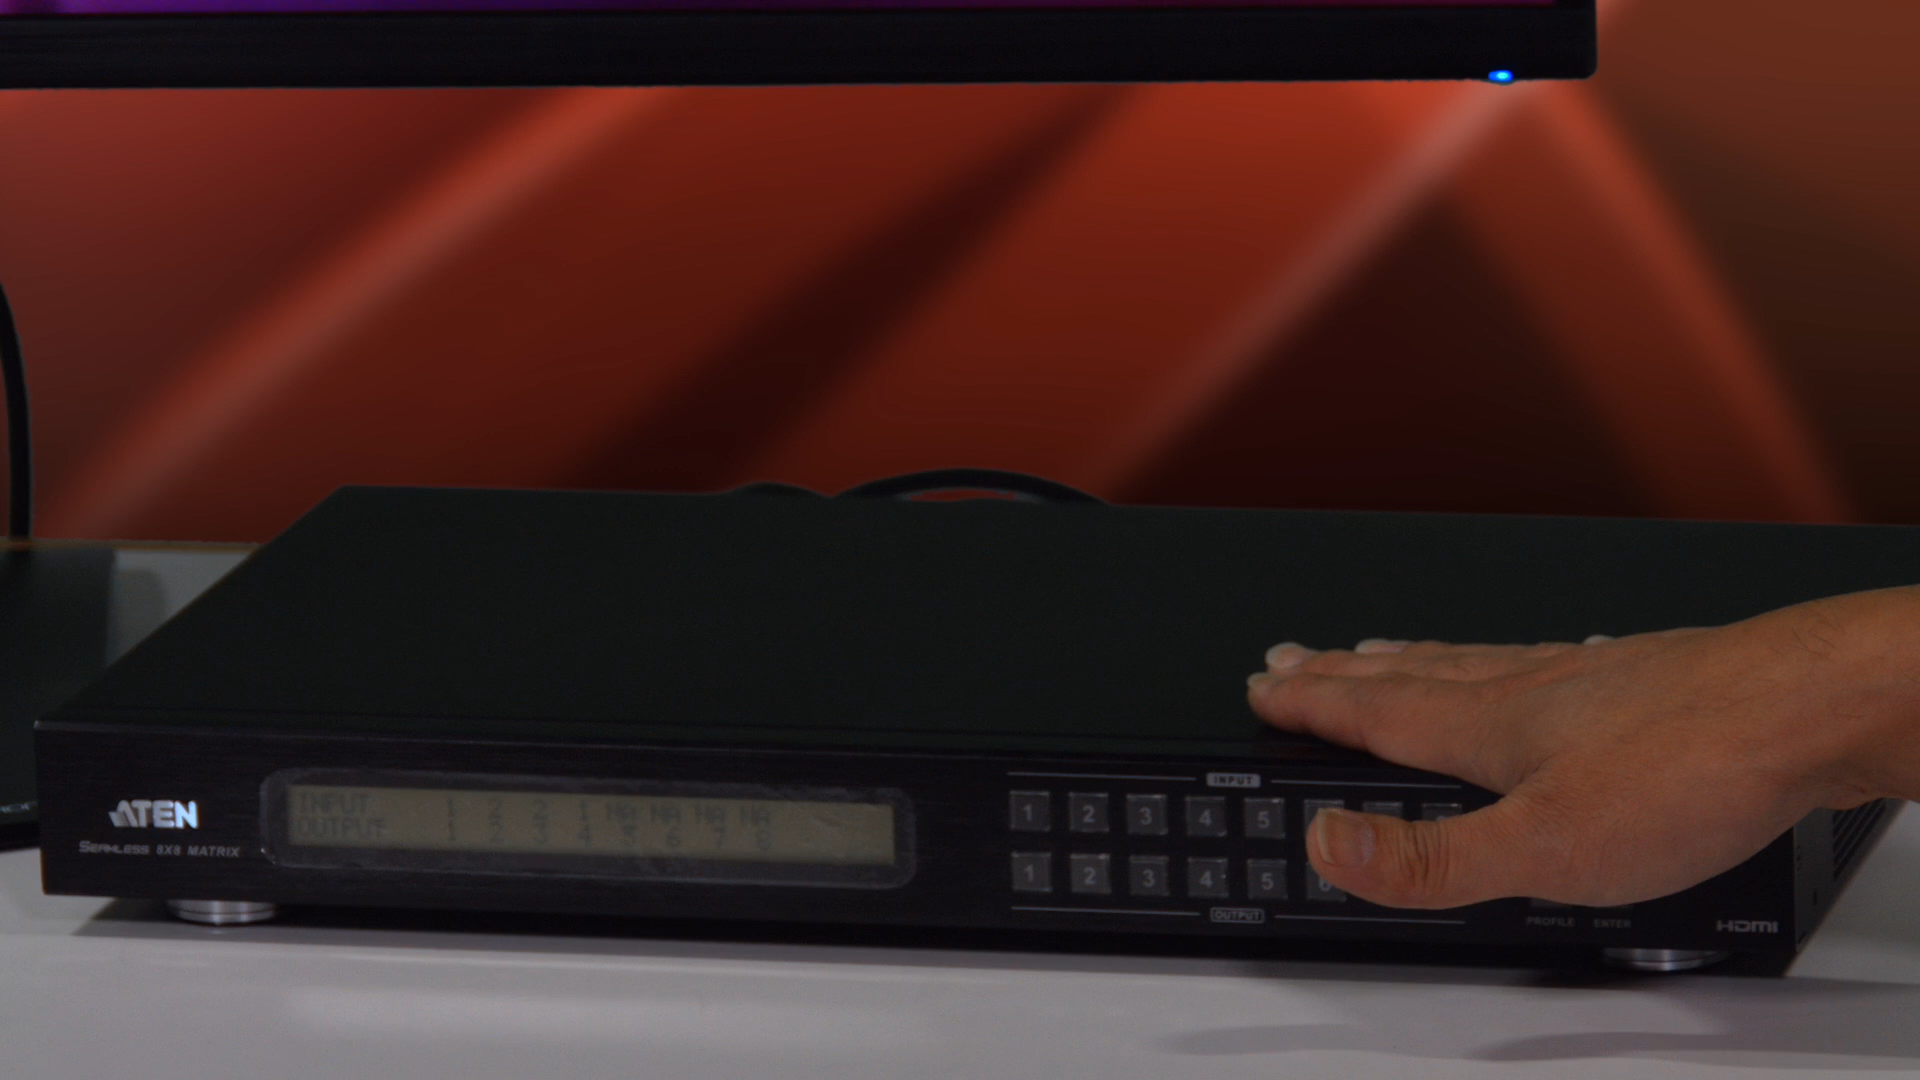 ATEN
SEAMLESS 8X8 MATRIX
INPUT 1 2 2 1 NA NA NA NA
OUTPUT 1 2 3 4 5 6 7 8
INPUT
1 2 3 4 5
1 2 3 4 5 6
OUTPUT
PROFILE ENTER
HDMI